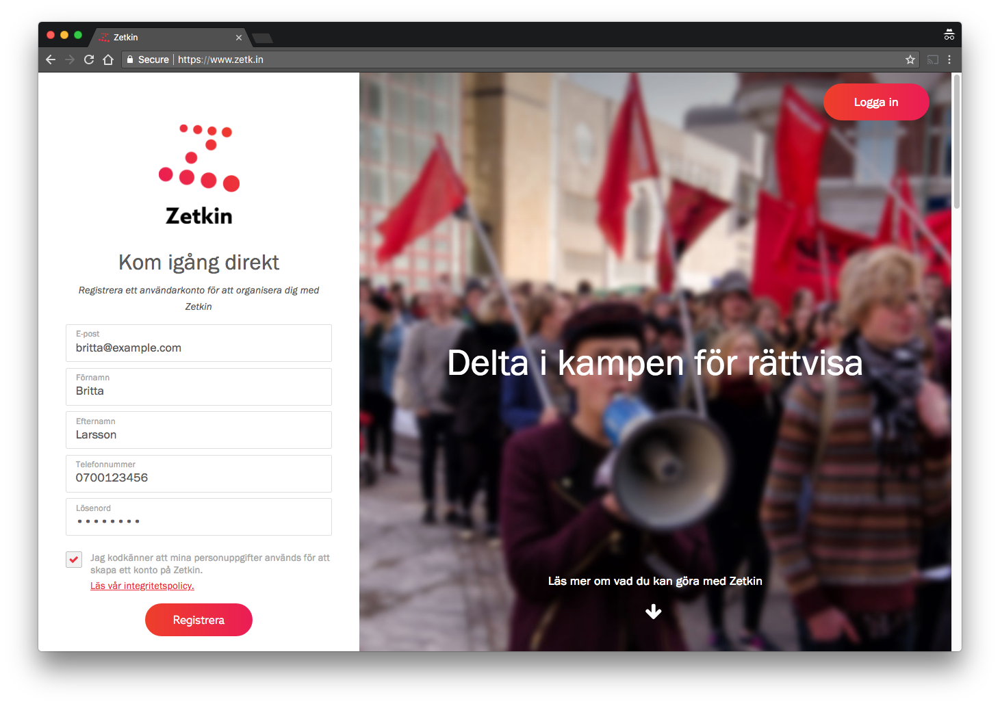 Zetkin
Secure
https://www.zetk.in
Logga in
Zetkin
Kom igång direkt
Registrera ett användarkonto för att organisera dig med
Zetkin
E-post
britta@example.com
Förnamn
Britta
Efternamn
Larsson
Telefonnummer
0700123456
Lösenord
••••••••
Jag kodkänner att mina personuppgifter används för att
skapa ett konto på Zetkin.
Läs vår integritetspolicy.
Registrera
Delta i kampen för rättvisa
Läs mer om vad du kan göra med Zetkin